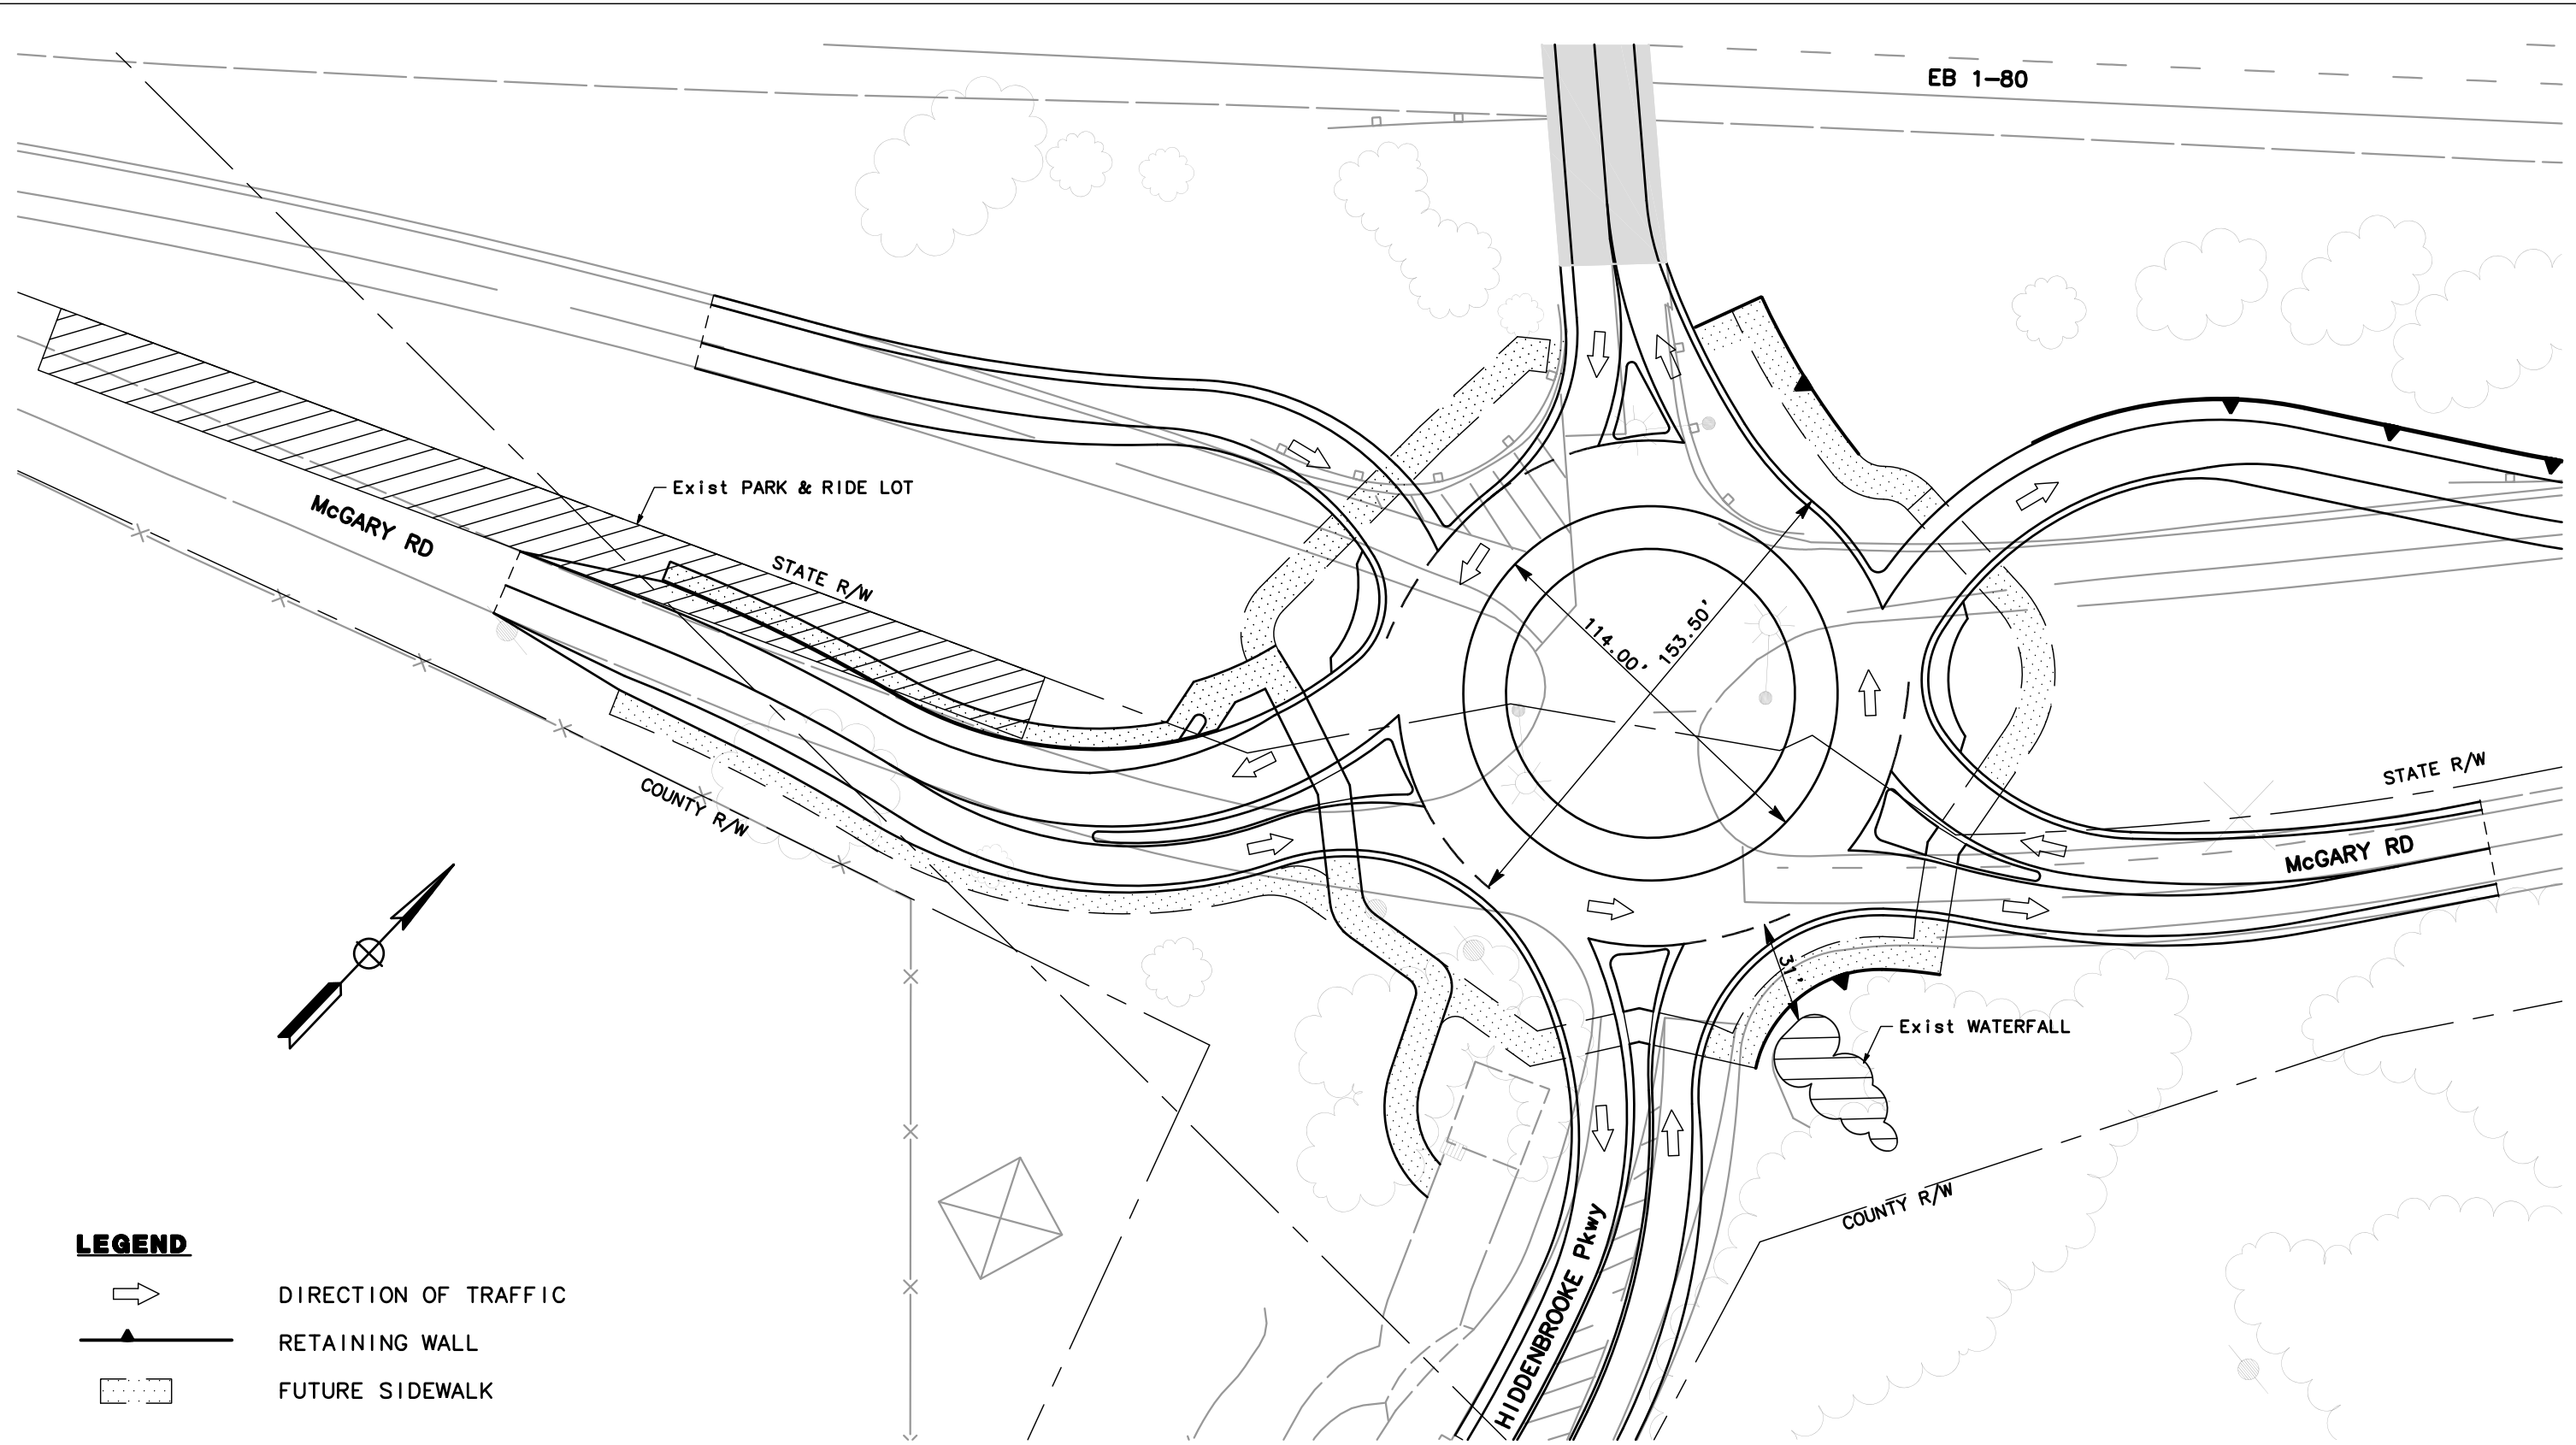 EB 1-80
Exist PARK & RIDE LOT
McGARY RD
STATE R/W
114.00'
153.50'
STATE R/W
McGARY RD
COUNTY R/W
31'
Exist WATERFALL
COUNTY R/W
HIDDENBROOKE Pkwy
LEGEND
DIRECTION OF TRAFFIC
RETAINING WALL
FUTURE SIDEWALK